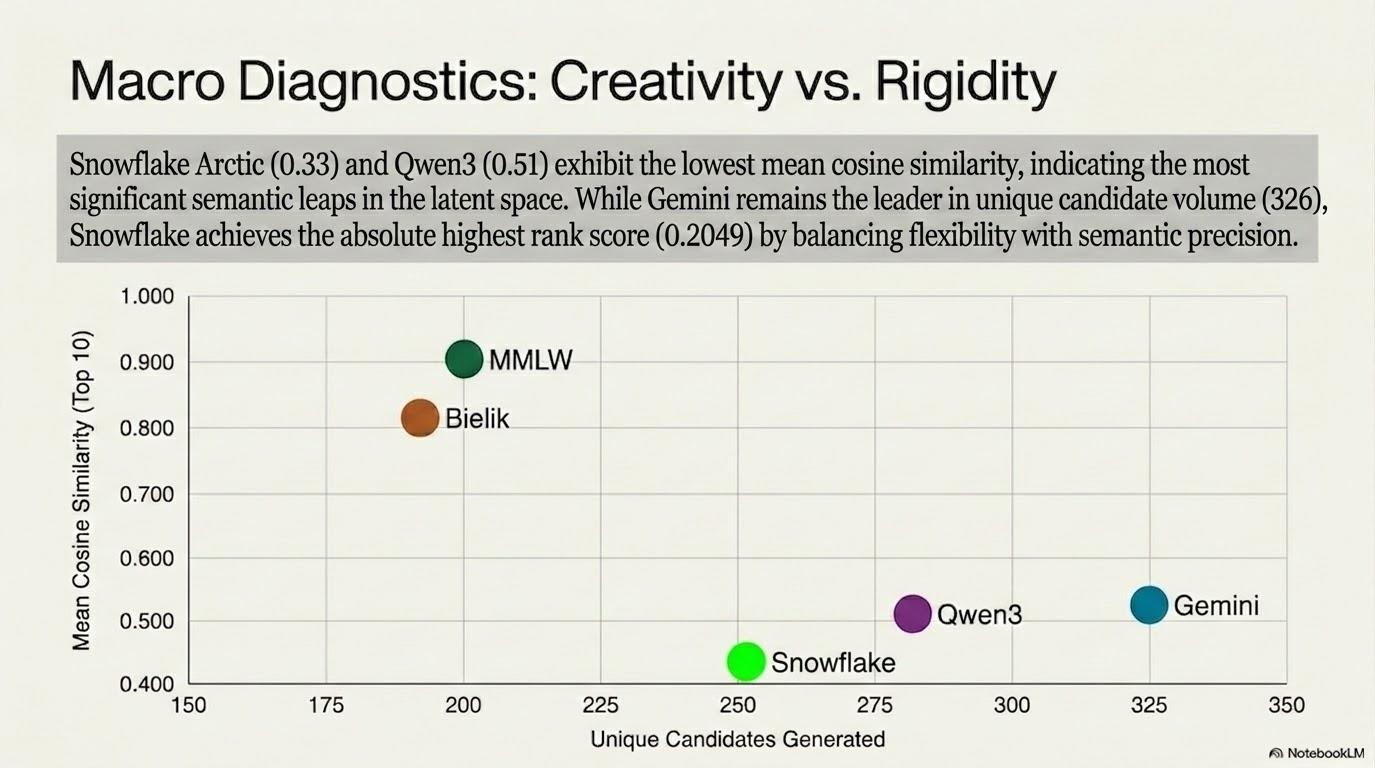 Macro Diagnostics: Creativity vs. Rigidity
Snowflake Arctic (0.33) and Qwen3 (0.51) exhibit the lowest mean cosine similarity, indicating the most
significant semantic leaps in the latent space. While Gemini remains the leader in unique candidate volume (326),
Snowflake achieves the absolute highest rank score (0.2049) by balancing flexibility with semantic precision.
Mean Cosine Similarity (Top 10)
1.000
0.900
0.800
0.700
0.600
0.500
0.400
MMLW
Bielik
Qwen3
Gemini
Snowflake
150 175 200 225 250 275 300 325 350
Unique Candidates Generated
NotebookLM